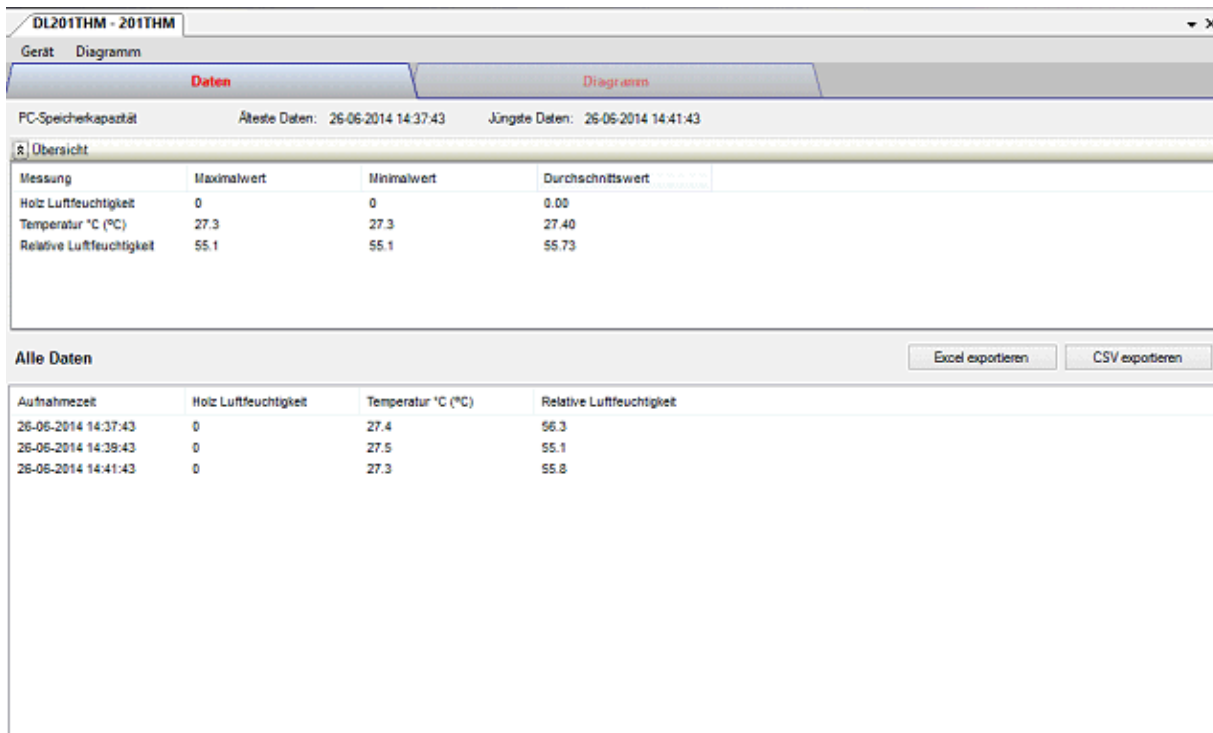 DL201THM - 201THM
Gerät Diagramm
Daten Diagramm
PC-Speicherkapazität Älteste Daten: 26-06-2014 14:37:43 Jüngste Daten: 26-06-2014 14:41:43
Übersicht
Messung Maximalwert Minimalwert Durchschnittswert
Holz Luftfeuchtigkeit 0 0 0.00
Temperatur °C (ºC) 27.3 27.3 27.40
Relative Luftfeuchtigkeit 55.1 55.1 55.73
Alle Daten Excel exportieren CSV exportieren
Aufnahmezeit Holz Luftfeuchtigkeit Temperatur °C (ºC) Relative Luftfeuchtigkeit
26-06-2014 14:37:43 0 27.4 56.3
26-06-2014 14:39:43 0 27.5 55.1
26-06-2014 14:41:43 0 27.3 55.8